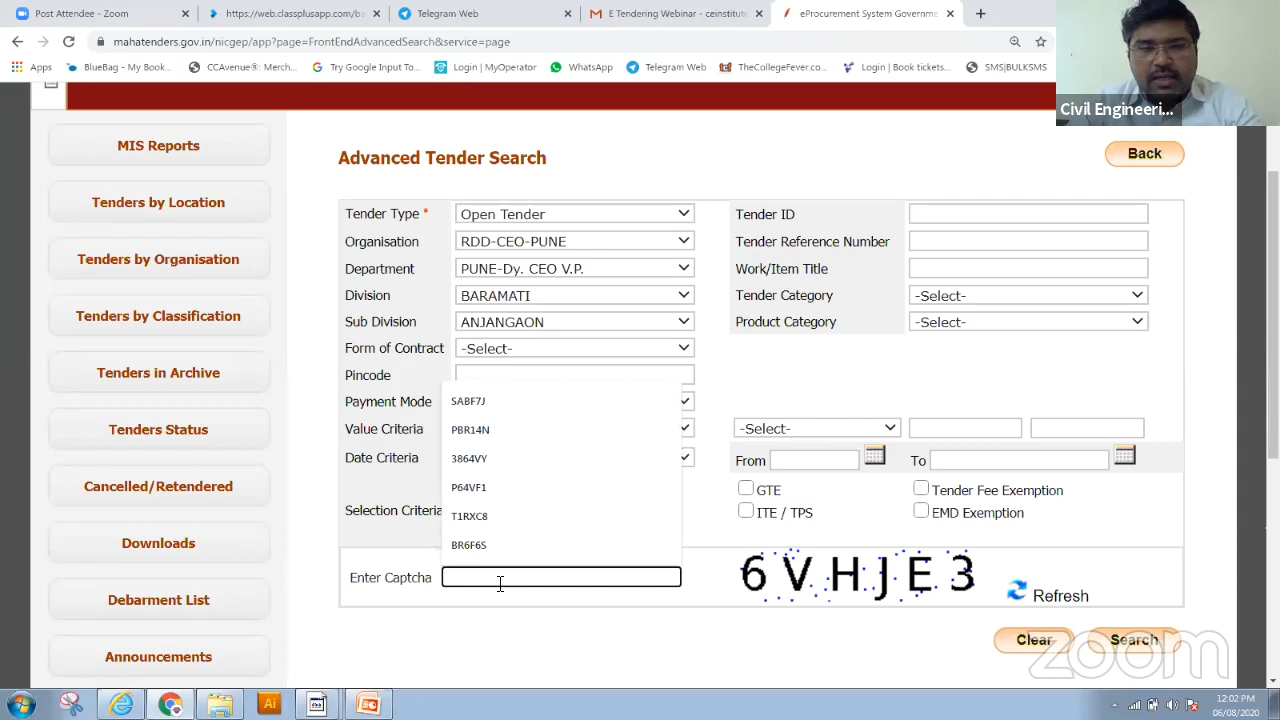 (20) Zoom
https://web.classplusapp.com/a
Telegram Web
E Tendering Webinar - ceinstitute
eProcurement System Governme
mahatenders.gov.in/nicgep/app?page=FrontEndAdvancedSearch&service=page
Apps
BlueBag - My Book...
CCAvenue®: Merch...
Try Google Input To...
Login | MyOperator
WhatsApp
Telegram Web
TheCollegeFever.co...
Login | Book tickets...
SMS|BULKSMS
Civil Engineeri...
MIS Reports
Tenders by Location
Tenders by Organisation
Tenders by Classification
Tenders in Archive
Tenders Status
Cancelled/Retendered
Downloads
Debarment List
Announcements
Advanced Tender Search
Back
Tender Type * Open Tender
Tender ID
Organisation RDD-CEO-PUNE
Tender Reference Number
Department PUNE-Dy. CEO V.P.
Work/Item Title
Division BARAMATI
Tender Category -Select-
Sub Division ANJANGAON
Product Category -Select-
Form of Contract -Select-
Pincode
Payment Mode
Value Criteria
-Select-
Date Criteria
From To
Selection Criteria
GTE Tender Fee Exemption
ITE / TPS EMD Exemption
SABF7J
PBR14N
3864VY
P64VF1
T1RXC8
BR6F6S
Enter Captcha
6VHJE3
Refresh
Clear
Search
zoom
Ai
12:02 PM
06/08/2020